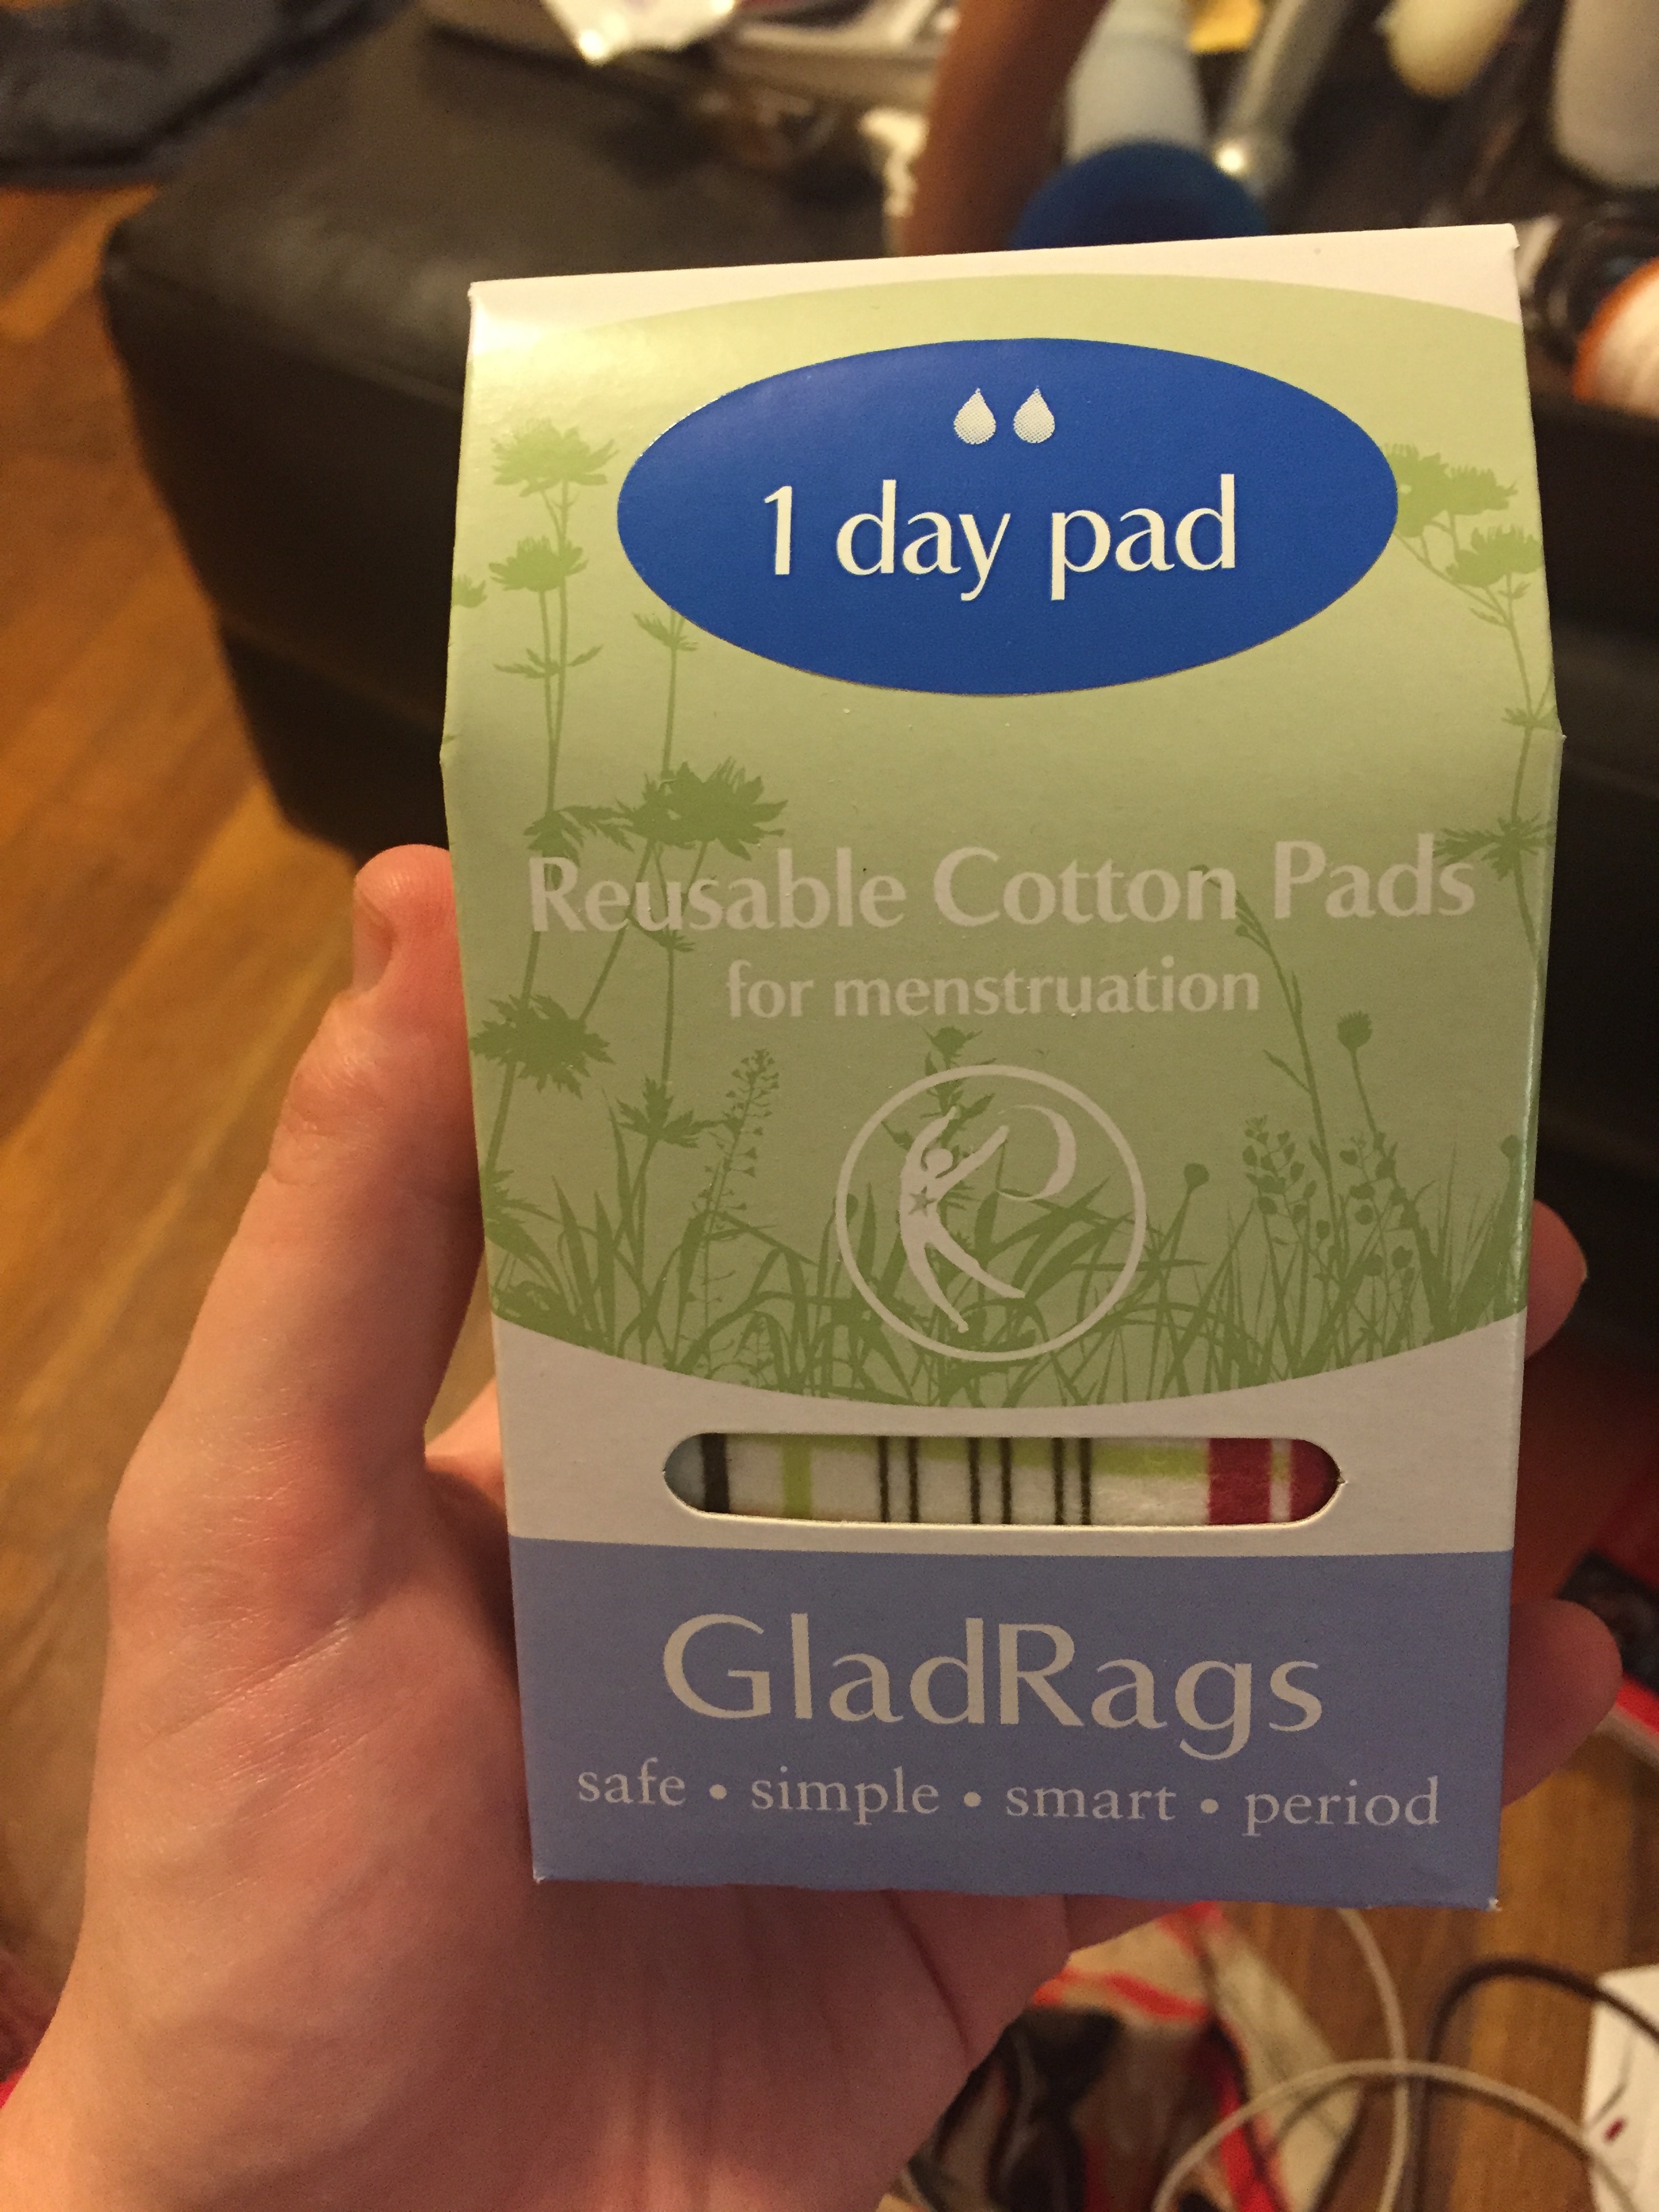 1 day pad
Reusable Cotton Pads
for menstruation
GladRags
safe • simple • smart • period